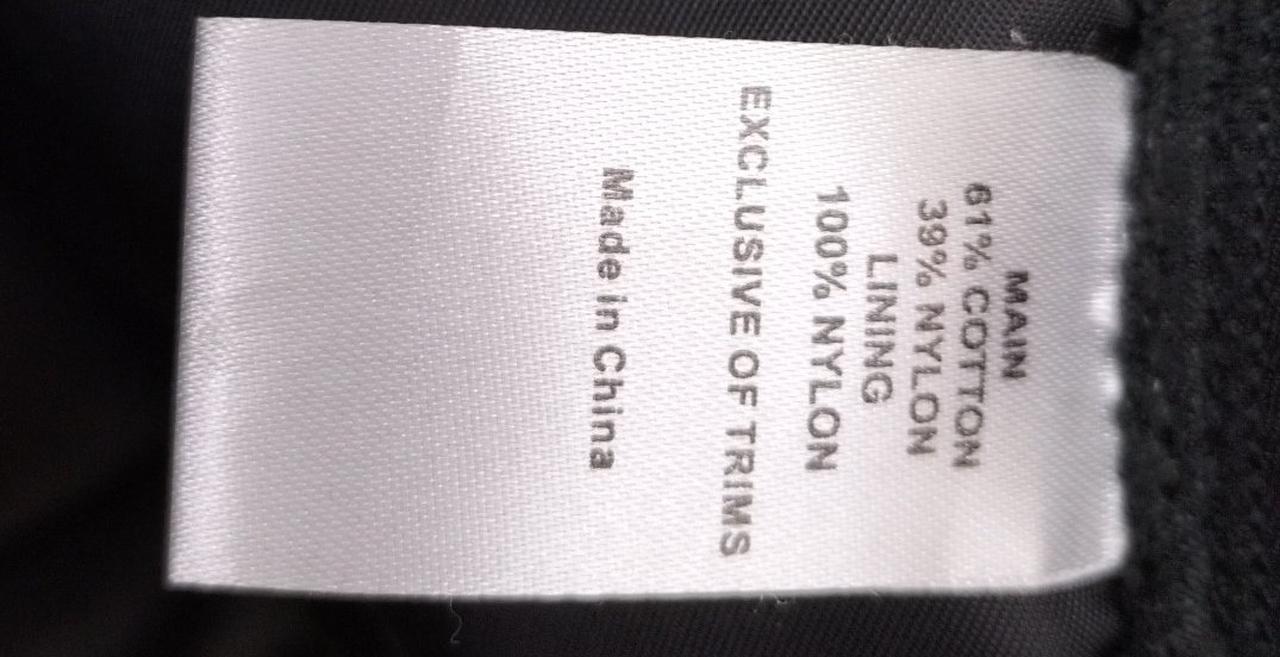 MAIN
61% COTTON
39% NYLON
LINING
100% NYLON
EXCLUSIVE OF TRIMS
Made in China